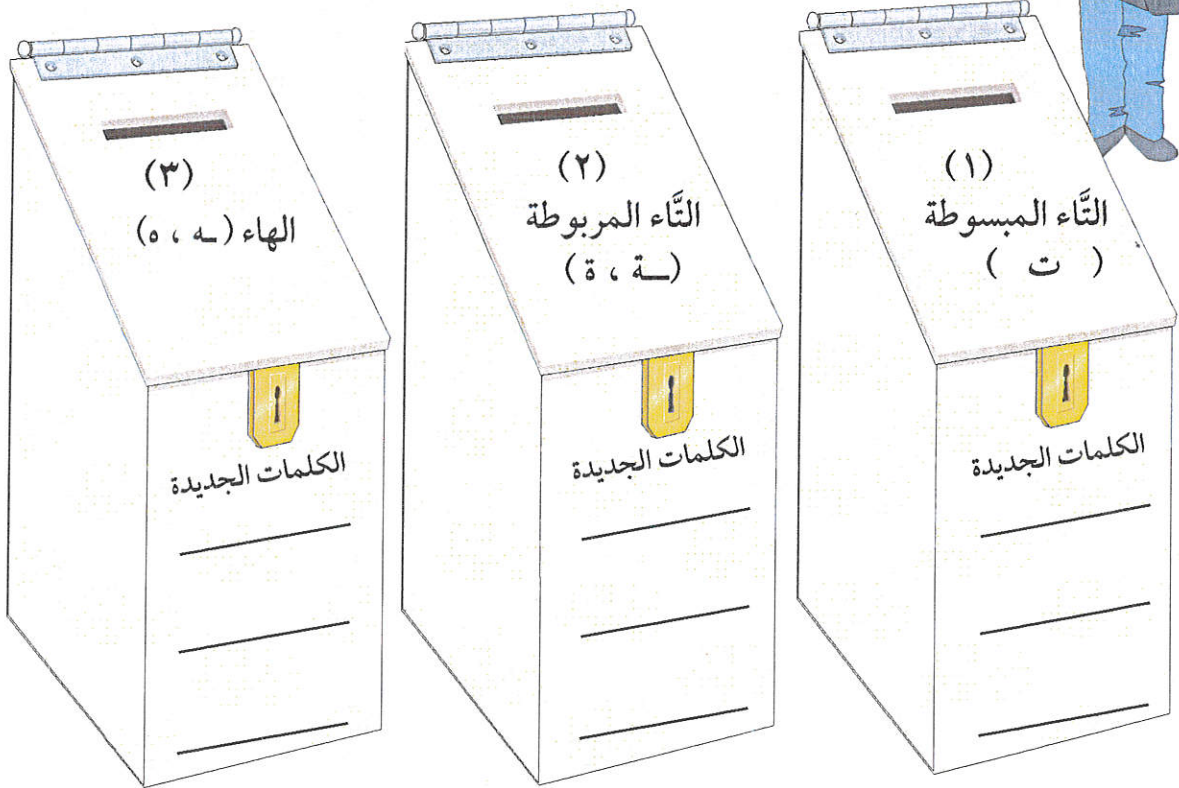 (١)
التَّاء المبسوطة
( ت )
الكلمات الجديدة
(٢)
التَّاء المربوطة
(ـة ، ة)
الكلمات الجديدة
(٣)
الهاء (ـه ، ه)
الكلمات الجديدة